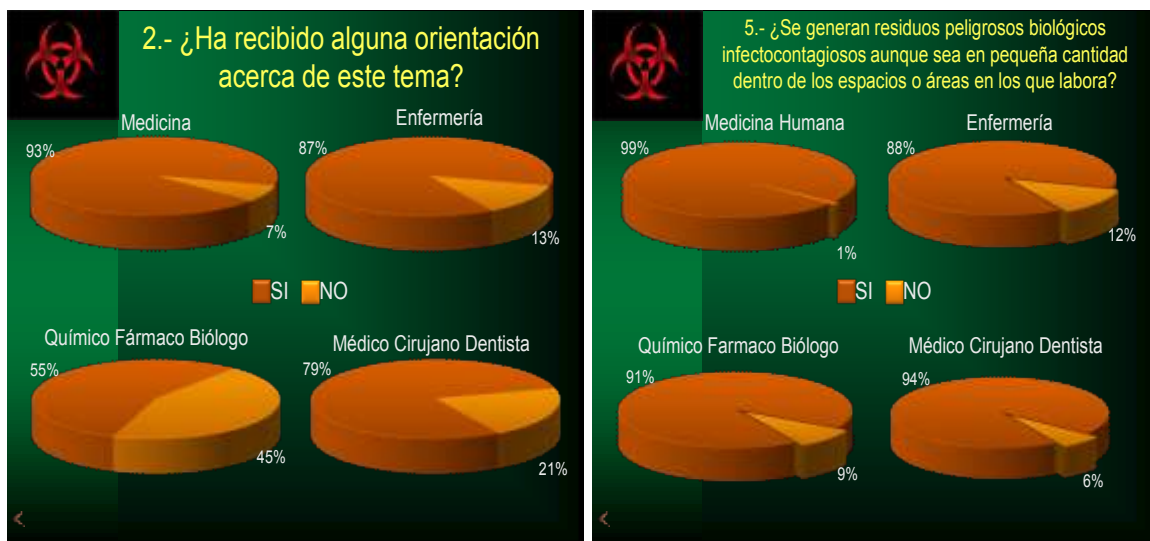 2.- ¿Ha recibido alguna orientación
acerca de este tema?
Medicina
93%
7%
Enfermería
87%
13%
SI NO
Químico Fármaco Biólogo
55%
45%
Médico Cirujano Dentista
79%
21%
5.- ¿Se generan residuos peligrosos biológicos
infectocontagiosos aunque sea en pequeña cantidad
dentro de los espacios o áreas en los que labora?
Medicina Humana
99%
1%
Enfermería
88%
12%
SI NO
Químico Farmaco Biólogo
91%
9%
Médico Cirujano Dentista
94%
6%